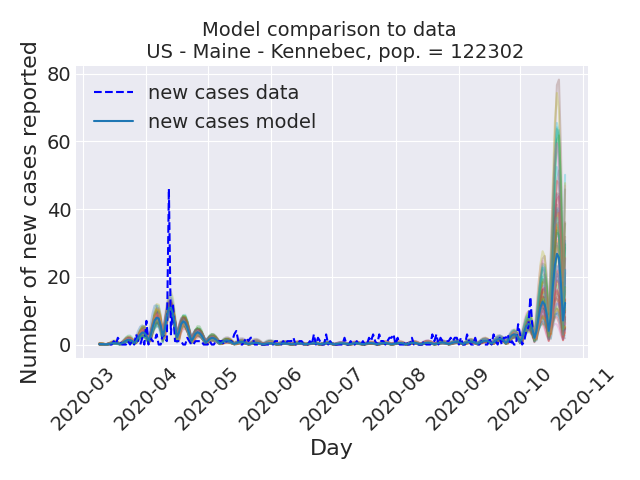 Model comparison to data
US - Maine - Kennebec, pop. = 122302
Number of new cases reported
80
60
40
20
0
new cases data
new cases model
2020-03
2020-04
2020-05
2020-06
2020-07
2020-08
2020-09
2020-10
2020-11
Day